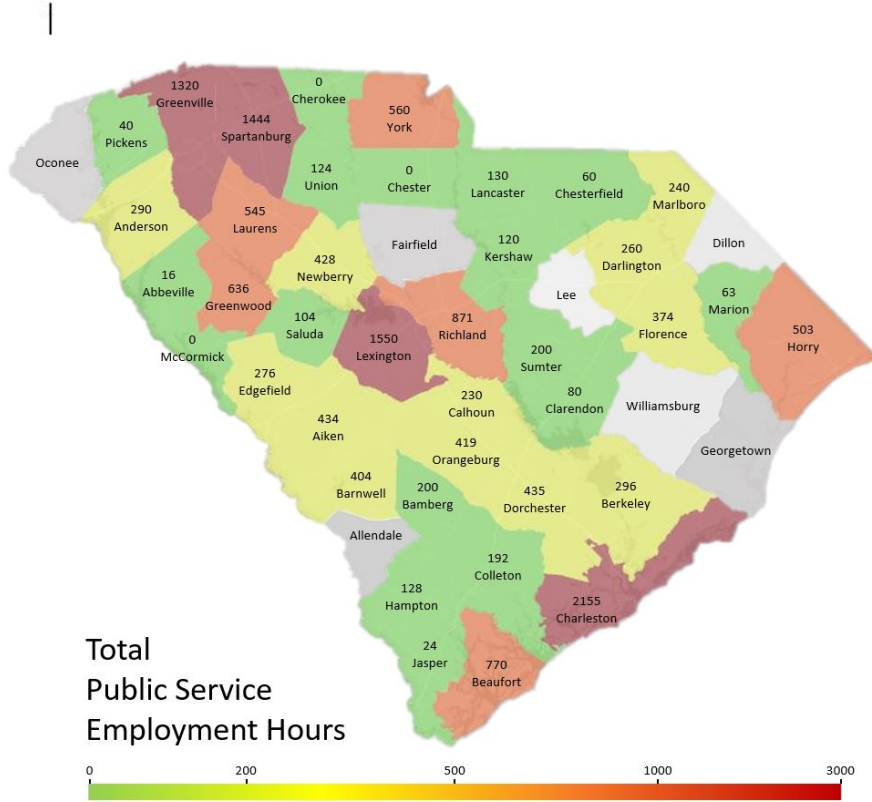 1320
Greenville
0
Cherokee
560
York
40
Pickens
1444
Spartanburg
Oconee
124
Union
0
Chester
130
Lancaster
60
Chesterfield
240
Marlboro
290
Anderson
545
Laurens
428
Newberry
Fairfield
120
Kershaw
260
Darlington
Dillon
16
Abbeville
636
Greenwood
104
Saluda
1550
Lexington
871
Richland
Lee
374
Florence
63
Marion
503
Horry
0
McCormick
276
Edgefield
200
Sumter
80
Clarendon
Williamsburg
230
Calhoun
434
Aiken
419
Orangeburg
Georgetown
404
Barnwell
200
Bamberg
435
Dorchester
296
Berkeley
Allendale
192
Colleton
128
Hampton
2155
Charleston
24
Jasper
770
Beaufort
Total
Public Service
Employment Hours
0 200 500 1000 3000